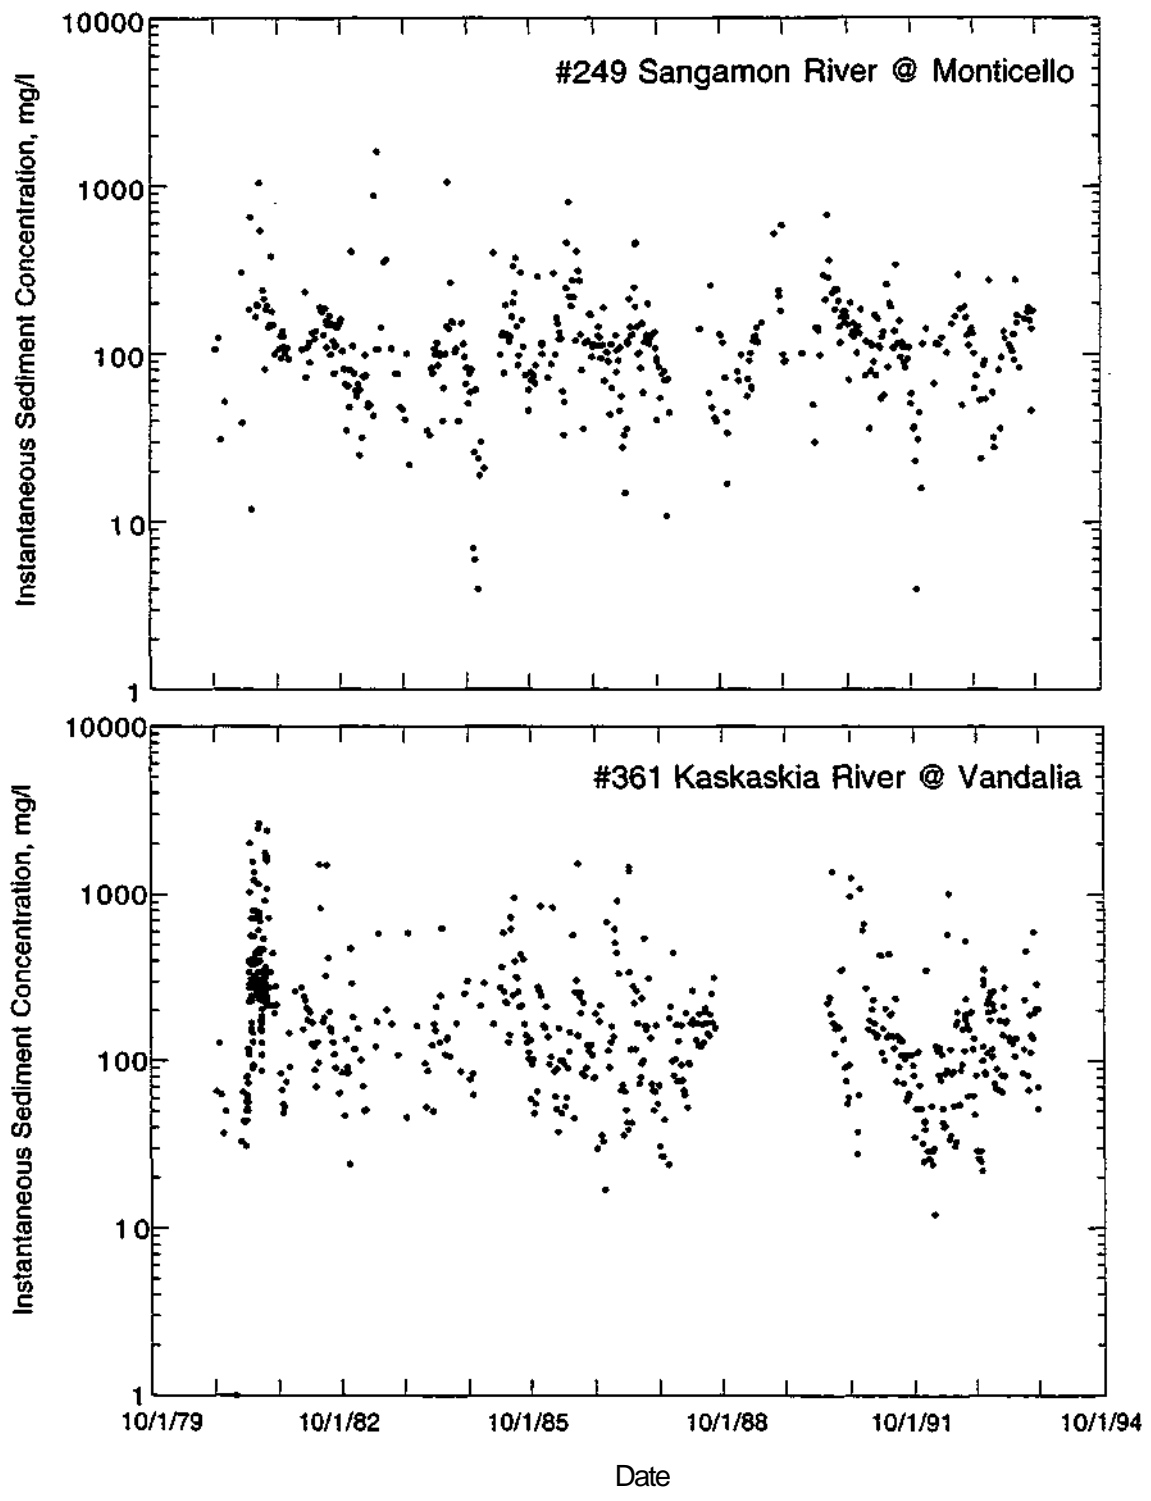 #249 Sangamon River @ Monticello
Instantaneous Sediment Concentration, mg/l
10000
1000
100
10
1
#361 Kaskaskia River @ Vandalia
Instantaneous Sediment Concentration, mg/l
10000
1000
100
10
1
10/1/79 10/1/82 10/1/85 10/1/88 10/1/91 10/1/94
Date